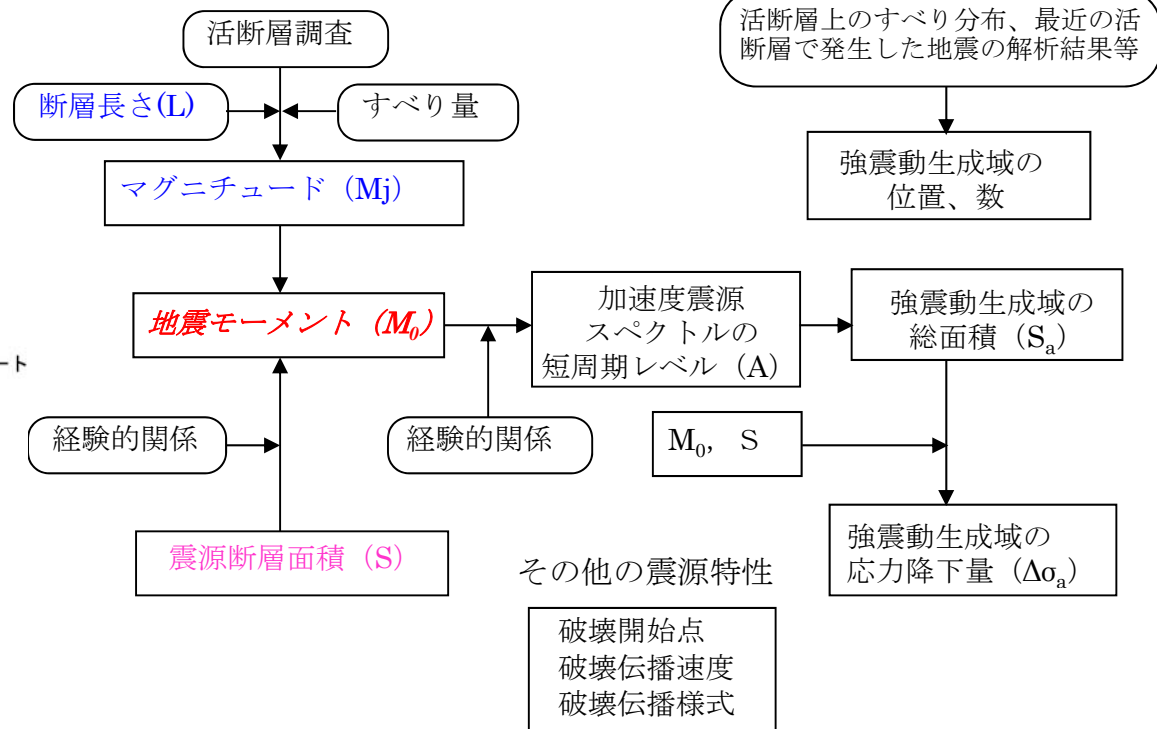 活断層調査
断層長さ(L)
すべり量
マグニチュード（Mj）
地震モーメント（M₀）
ート
経験的関係
経験的関係
震源断層面積（S）
加速度震源
スペクトルの
短周期レベル（A）
活断層上のすべり分布、最近の活
断層で発生した地震の解析結果等
強震動生成域の
位置、数
強震動生成域の
総面積（Sₐ）
M₀,　S
強震動生成域の
応力降下量（Δσₐ）
その他の震源特性
破壊開始点
破壊伝播速度
破壊伝播様式